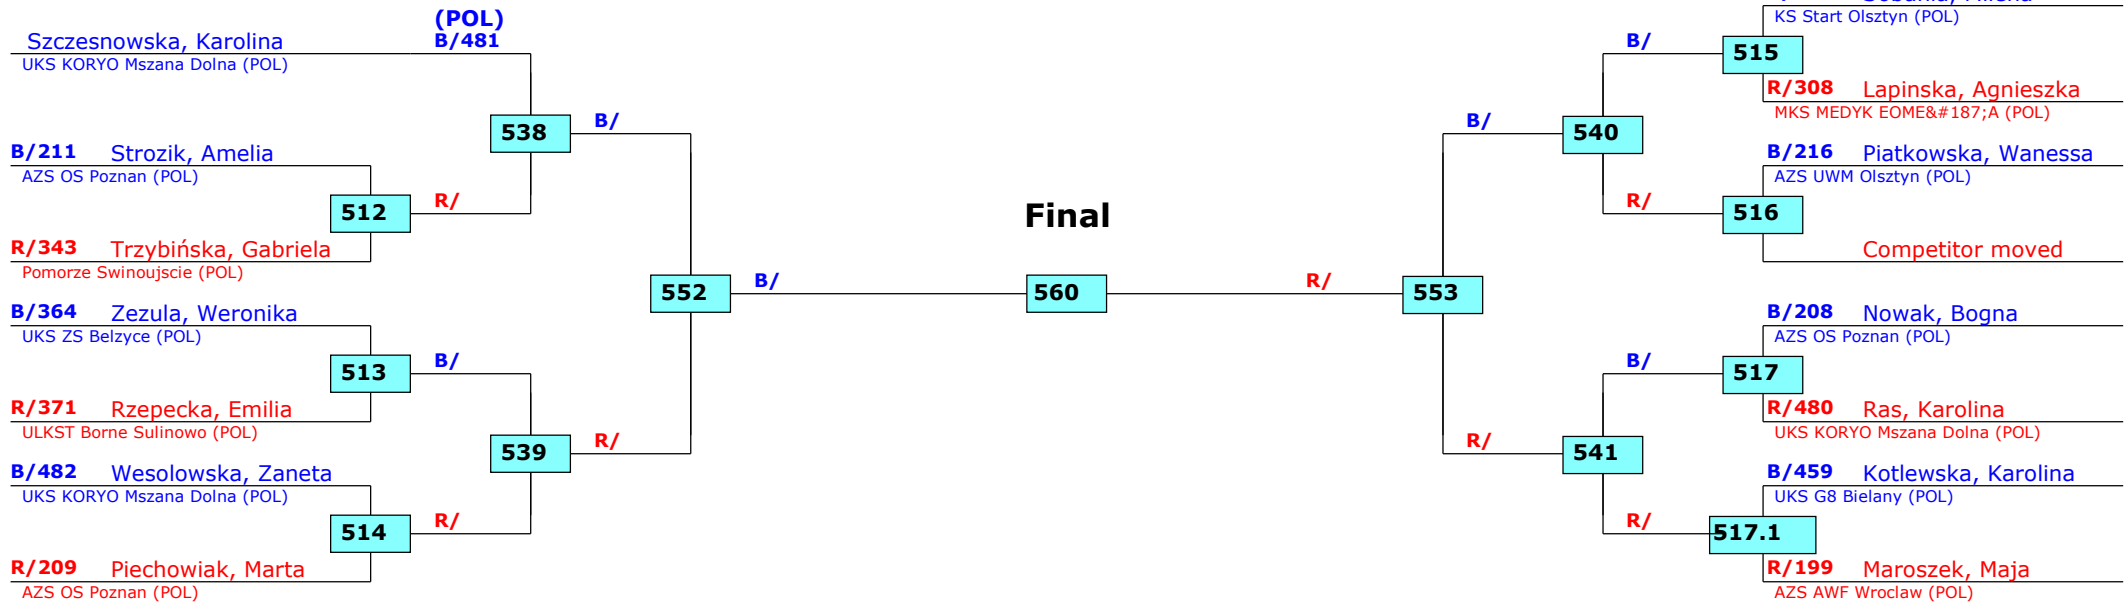 (POL)
Szczesnowska, Karolina B/481
UKS KORYO Mszana Dolna (POL)
538 B/
B/211 Strozik, Amelia
AZS OS Poznan (POL)
512 R/
R/343 Trzybińska, Gabriela
Pomorze Swinoujscie (POL)
552 B/
B/364 Zezula, Weronika
UKS ZS Belzyce (POL)
513 B/
R/371 Rzepecka, Emilia
ULKST Borne Sulinowo (POL)
539 R/
B/482 Wesolowska, Zaneta
UKS KORYO Mszana Dolna (POL)
514 R/
R/209 Piechowiak, Marta
AZS OS Poznan (POL)
Final
560
KS Start Olsztyn (POL)
B/ 515
R/308 Lapinska, Agnieszka
MKS MEDYK EOME&#187;A (POL)
B/ 540
B/216 Piatkowska, Wanessa
AZS UWM Olsztyn (POL)
R/ 516
Competitor moved
R/ 553
B/208 Nowak, Bogna
AZS OS Poznan (POL)
B/ 517
R/480 Ras, Karolina
UKS KORYO Mszana Dolna (POL)
R/ 541
B/459 Kotlewska, Karolina
UKS G8 Bielany (POL)
R/ 517.1
R/199 Maroszek, Maja
AZS AWF Wroclaw (POL)